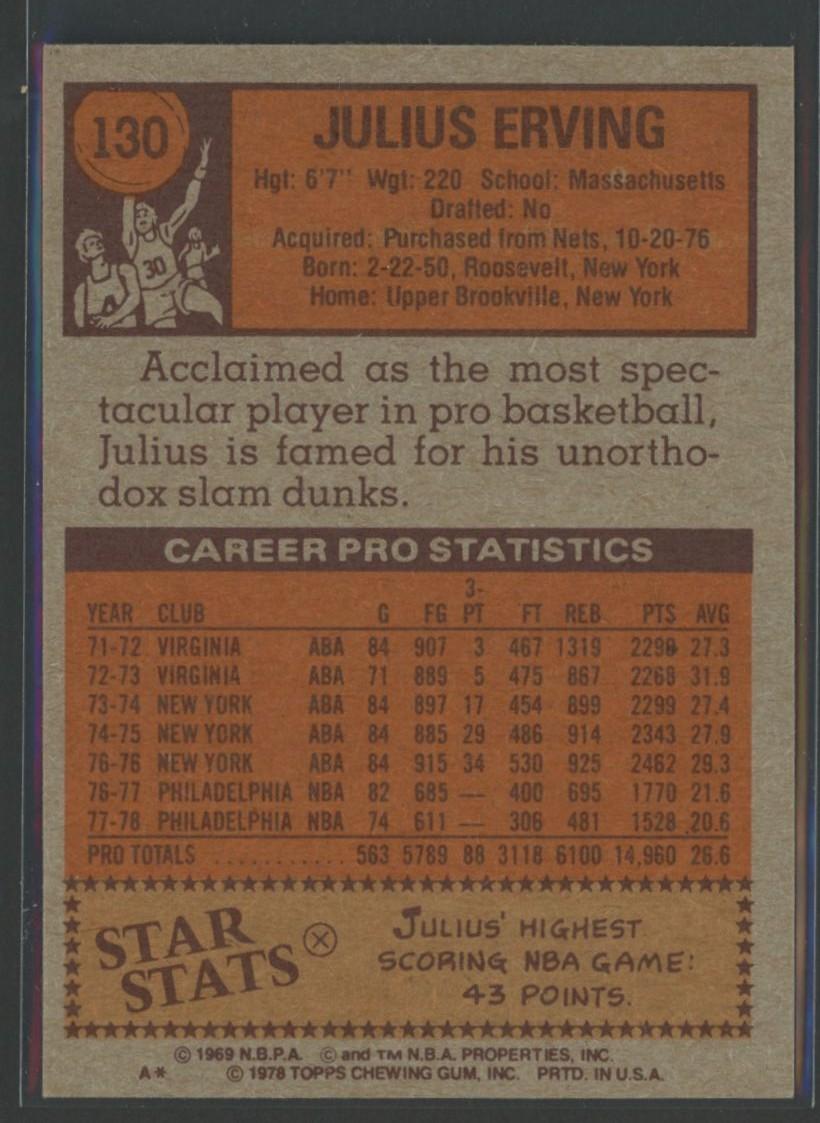 130
JULIUS ERVING
Hgt: 6'7" Wgt: 220 School: Massachusetts
Drafted: No
Acquired: Purchased from Nets, 10-20-76
Born: 2-22-50, Roosevelt, New York
Home: Upper Brookville, New York
30
Acclaimed as the most spec-
tacular player in pro basketball,
Julius is famed for his unortho-
dox slam dunks.
CAREER PRO STATISTICS
YEAR CLUB G FG 3-PT FT REB PTS AVG
71-72 VIRGINIA ABA 84 907 3 467 1319 2290 27.3
72-73 VIRGINIA ABA 71 889 5 475 867 2268 31.9
73-74 NEW YORK ABA 84 897 17 454 899 2299 27.4
74-75 NEW YORK ABA 84 885 29 486 914 2343 27.9
76-76 NEW YORK ABA 84 915 34 530 925 2462 29.3
76-77 PHILADELPHIA NBA 82 685 — 400 695 1770 21.6
77-78 PHILADELPHIA NBA 74 611 — 306 481 1528 20.6
PRO TOTALS ........... 563 5789 88 3118 6100 14,960 26.6
STAR
STATS
JULIUS' HIGHEST
SCORING NBA GAME:
43 POINTS.
© 1969 N.B.P.A. © and TM N.B.A. PROPERTIES, INC.
A* © 1978 TOPPS CHEWING GUM, INC. PRTD. IN U.S.A.